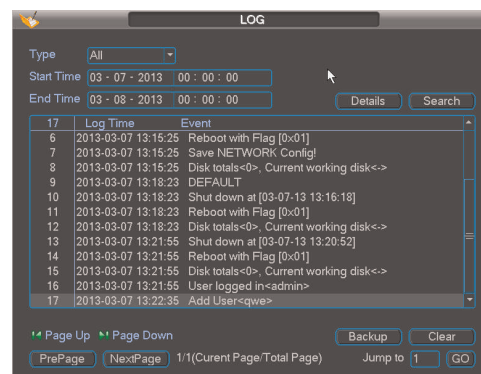 LOG
Type All
Start Time 03 - 07 - 2013 00 : 00 : 00
End Time 03 - 08 - 2013 00 : 00 : 00 Details Search
17 Log Time Event
6 2013-03-07 13:15:25 Reboot with Flag [0x01]
7 2013-03-07 13:15:25 Save NETWORK Config!
8 2013-03-07 13:15:25 Disk totals<0>, Current working disk<->
9 2013-03-07 13:18:23 DEFAULT
10 2013-03-07 13:18:23 Shut down at [03-07-13 13:16:18]
11 2013-03-07 13:18:23 Reboot with Flag [0x01]
12 2013-03-07 13:18:23 Disk totals<0>, Current working disk<->
13 2013-03-07 13:21:55 Shut down at [03-07-13 13:20:52]
14 2013-03-07 13:21:55 Reboot with Flag [0x01]
15 2013-03-07 13:21:55 Disk totals<0>, Current working disk<->
16 2013-03-07 13:21:55 User logged in<admin>
17 2013-03-07 13:22:35 Add User<qwe>
Page Up Page Down Backup Clear
PrePage NextPage 1/1(Curent Page/Total Page) Jump to 1 GO